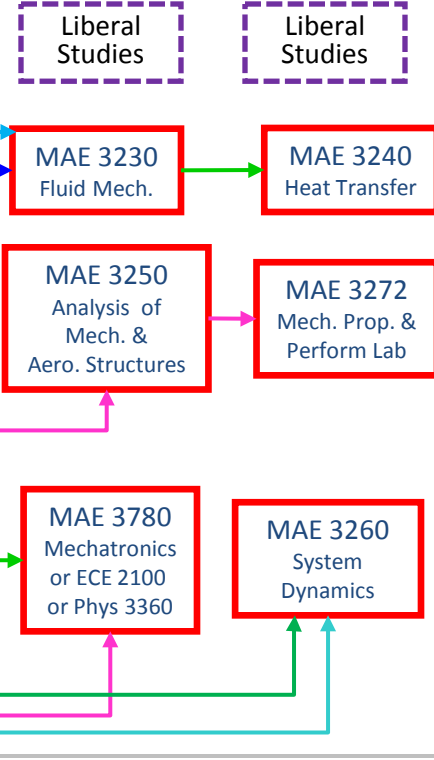 Liberal
Studies
Liberal
Studies
MAE 3230
Fluid Mech.
MAE 3240
Heat Transfer
MAE 3250
Analysis of
Mech. &
Aero. Structures
MAE 3272
Mech. Prop. &
Perform Lab
MAE 3780
Mechatronics
or ECE 2100
or Phys 3360
MAE 3260
System
Dynamics